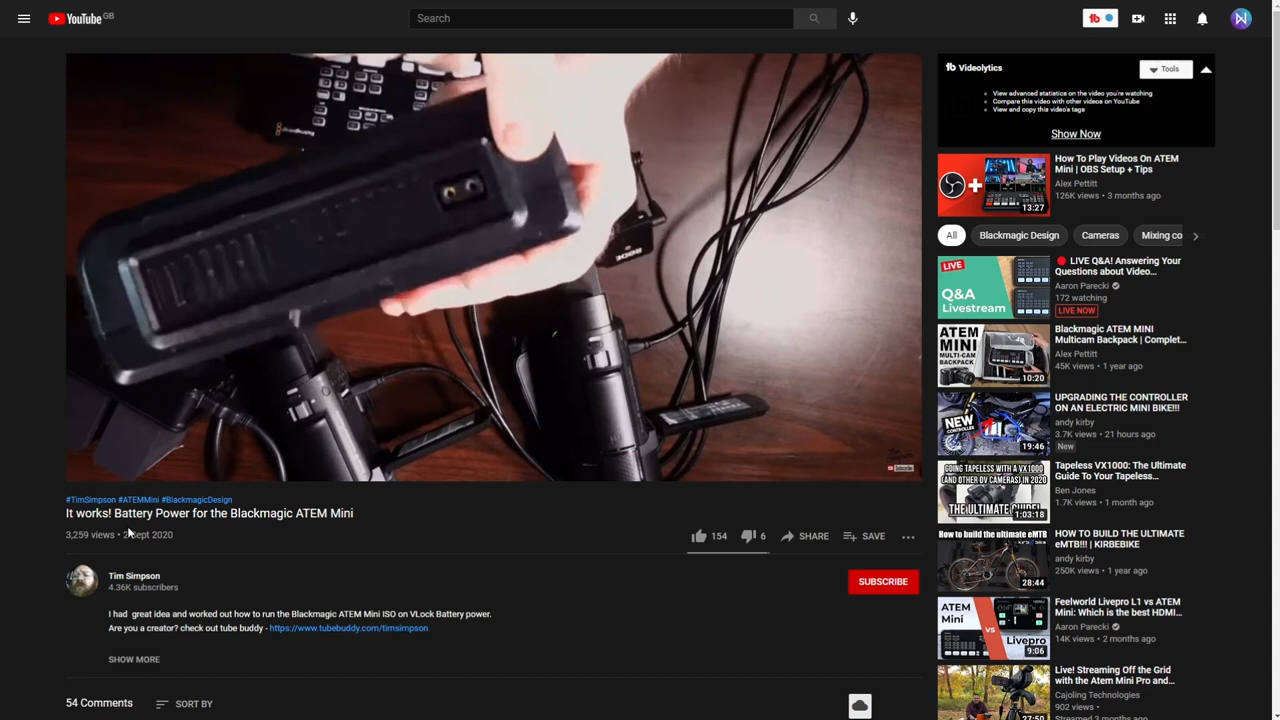 YouTube GB
Search
tb
tb Videolytics
Tools
View advanced statistics on the video you're watching
Compare this video with other videos on YouTube
View and copy this video's tags
Show Now
RODE
Subscribe
How To Play Videos On ATEM
Mini | OBS Setup + Tips
Alex Pettitt
126K views • 3 months ago
13:27
All
Blackmagic Design
Cameras
Mixing co
LIVE
Q&A
Livestream
LIVE Q&A! Answering Your
Questions about Video...
Aaron Parecki
172 watching
LIVE NOW
ATEM
MINI
MULTI-CAM
BACKPACK
10:20
Blackmagic ATEM MINI
Multicam Backpack | Complet...
Alex Pettitt
45K views • 1 year ago
NEW
CONTROLLER
19:46
UPGRADING THE CONTROLLER
ON AN ELECTRIC MINI BIKE!!!
andy kirby
3.7K views • 21 hours ago
New
GOING TAPELESS WITH A VX1000
(AND OTHER DV CAMERAS) IN 2020
THE ULTIMATE GUIDE!
1:03:18
Tapeless VX1000: The Ultimate
Guide To Your Tapeless...
Ben Jones
1.7K views • 1 month ago
How to build the ultimate eMTB
28:44
HOW TO BUILD THE ULTIMATE
eMTB!!! | KIRBEBIKE
andy kirby
250K views • 1 year ago
ATEM
Mini
VS
Livepro
9:06
Feelworld Livepro L1 vs ATEM
Mini: Which is the best HDMI...
Aaron Parecki
14K views • 2 months ago
27:50
Live! Streaming Off the Grid
with the Atem Mini Pro and...
Cajoling Technologies
902 views •
Streamed 3 months ago
#TimSimpson #ATEMMini #BlackmagicDesign
It works! Battery Power for the Blackmagic ATEM Mini
3,259 views • 2 Sept 2020
154
6
SHARE
SAVE
Tim Simpson
4.36K subscribers
SUBSCRIBE
I had great idea and worked out how to run the Blackmagic ATEM Mini ISO on VLock Battery power.
Are you a creator? check out tube buddy - https://www.tubebuddy.com/timsimpson
SHOW MORE
54 Comments
SORT BY